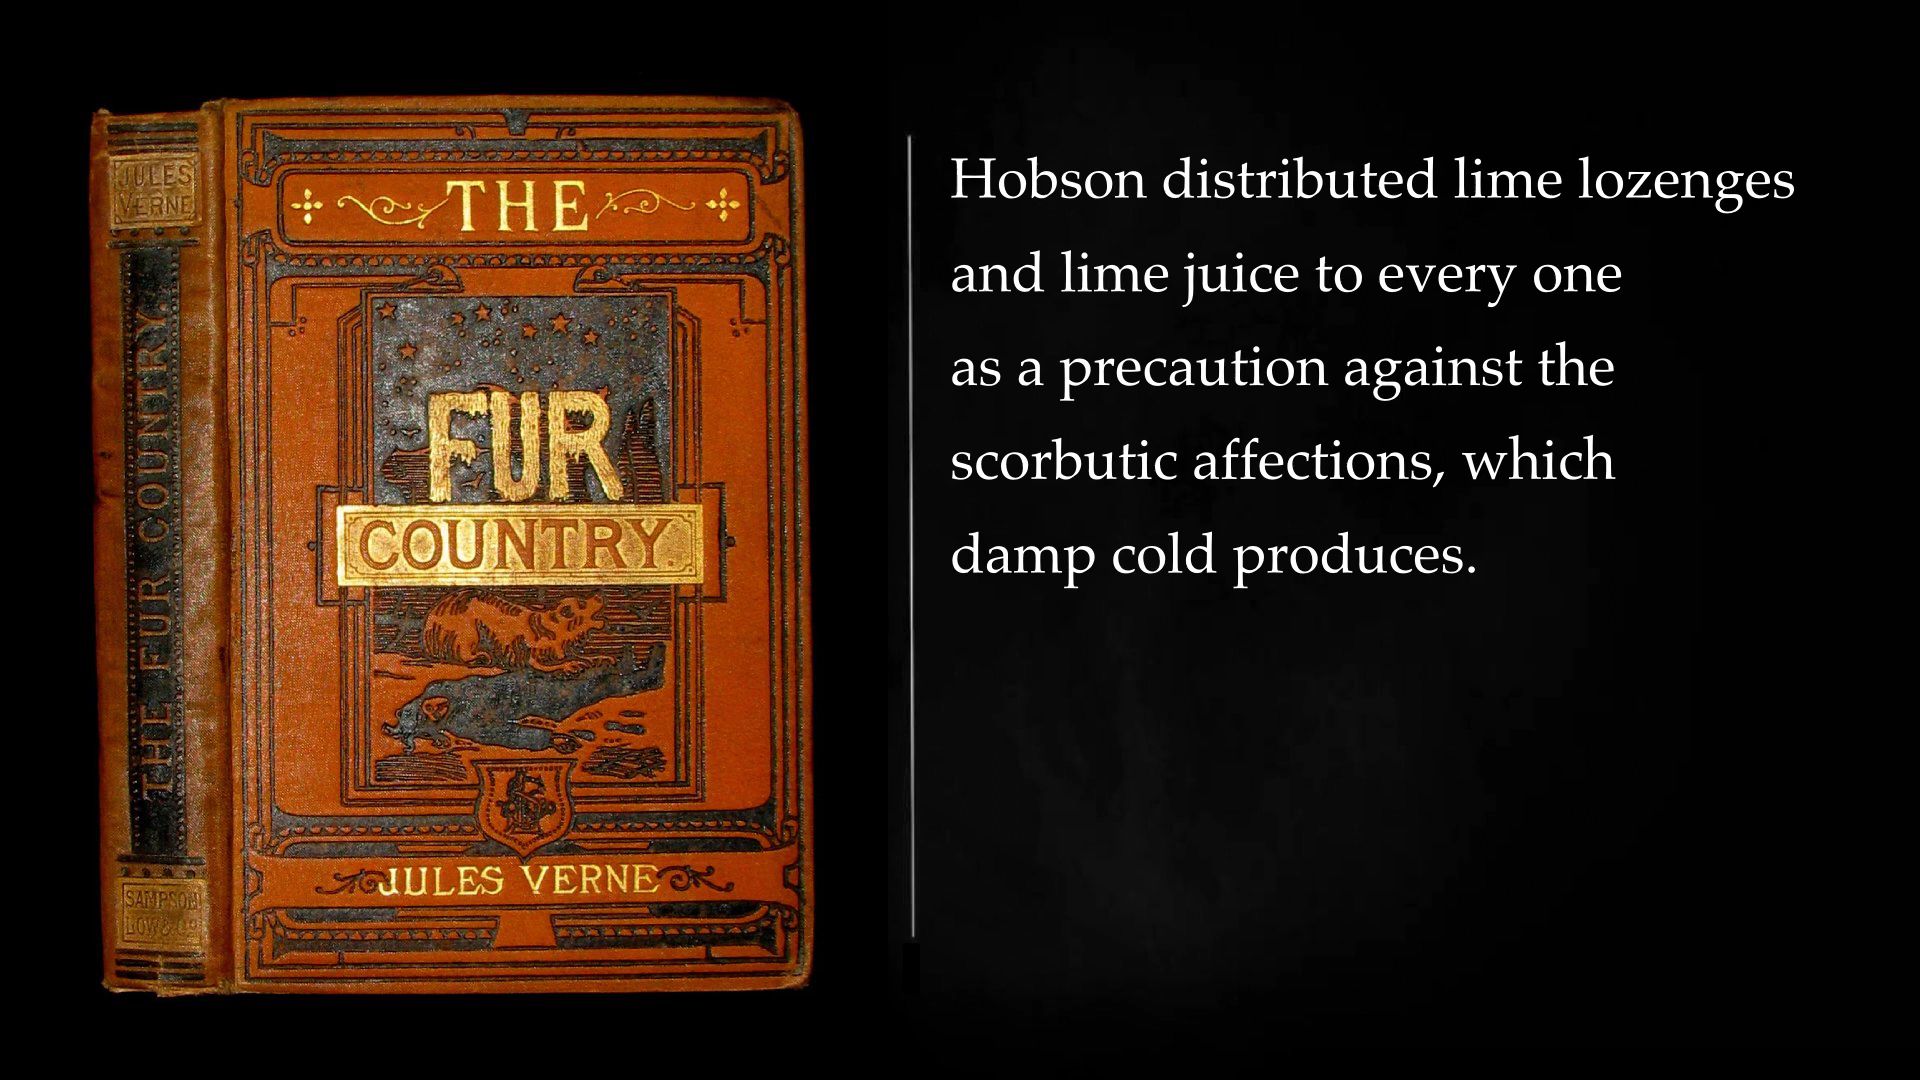 JULES
VERNE
THE FUR COUNTRY.
SAMPSON
LOW & Co
THE
FUR
COUNTRY.
JULES VERNE
Hobson distributed lime lozenges
and lime juice to every one
as a precaution against the
scorbutic affections, which
damp cold produces.